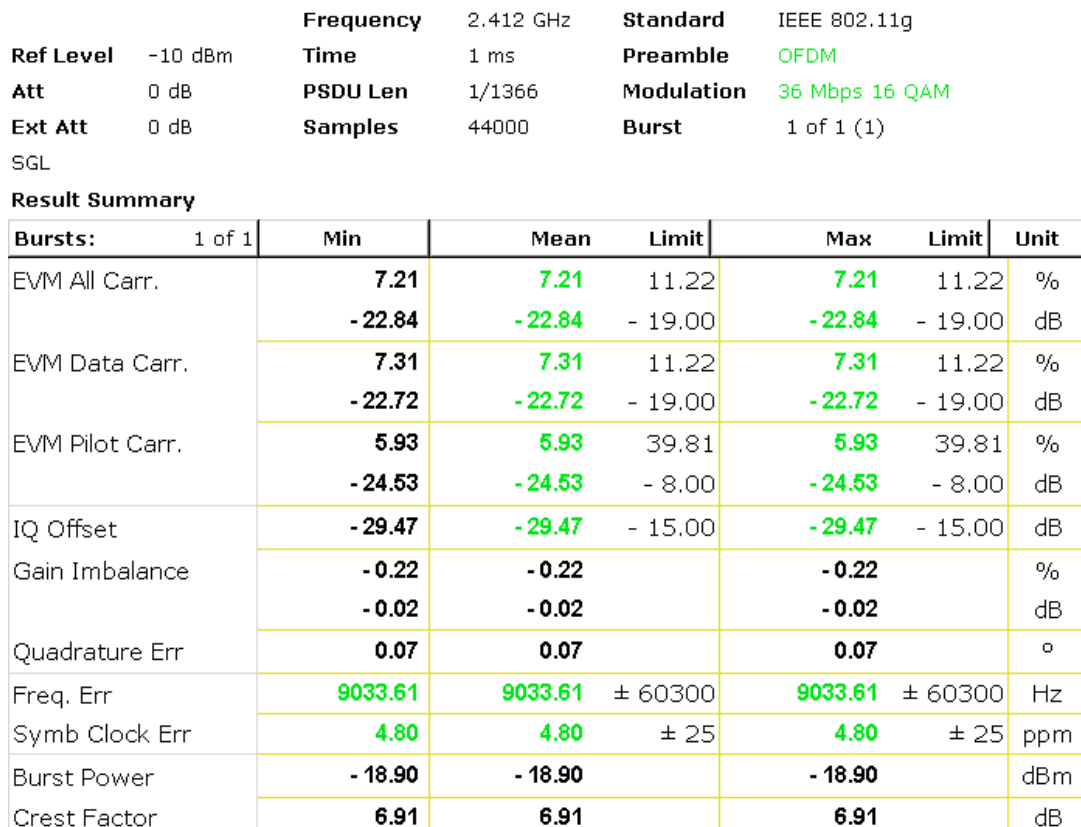 Frequency 2.412 GHz Standard IEEE 802.11g
Ref Level -10 dBm Time 1 ms Preamble OFDM
Att 0 dB PSDU Len 1/1366 Modulation 36 Mbps 16 QAM
Ext Att 0 dB Samples 44000 Burst 1 of 1 (1)
SGL
Result Summary
Bursts: 1 of 1 Min Mean Limit Max Limit Unit
EVM All Carr. 7.21 7.21 11.22 7.21 11.22 %
- 22.84 - 22.84 - 19.00 - 22.84 - 19.00 dB
EVM Data Carr. 7.31 7.31 11.22 7.31 11.22 %
- 22.72 - 22.72 - 19.00 - 22.72 - 19.00 dB
EVM Pilot Carr. 5.93 5.93 39.81 5.93 39.81 %
- 24.53 - 24.53 - 8.00 - 24.53 - 8.00 dB
IQ Offset - 29.47 - 29.47 - 15.00 - 29.47 - 15.00 dB
Gain Imbalance - 0.22 - 0.22 - 0.22 %
- 0.02 - 0.02 - 0.02 dB
Quadrature Err 0.07 0.07 0.07 °
Freq. Err 9033.61 9033.61 ± 60300 9033.61 ± 60300 Hz
Symb Clock Err 4.80 4.80 ± 25 4.80 ± 25 ppm
Burst Power - 18.90 - 18.90 - 18.90 dBm
Crest Factor 6.91 6.91 6.91 dB